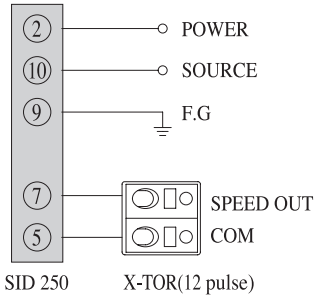 ② POWER
⑩ SOURCE
⑨ F.G
⑦ SPEED OUT
⑤ COM
SID 250 X-TOR(12 pulse)